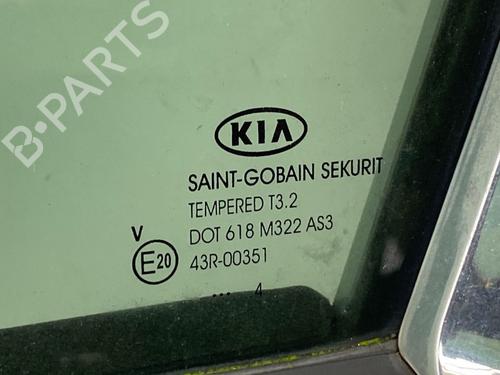 B-PARTS
KIA
SAINT-GOBAIN SEKURIT
TEMPERED T3.2
V
DOT 618 M322 AS3
E20
43R-00351
... 4